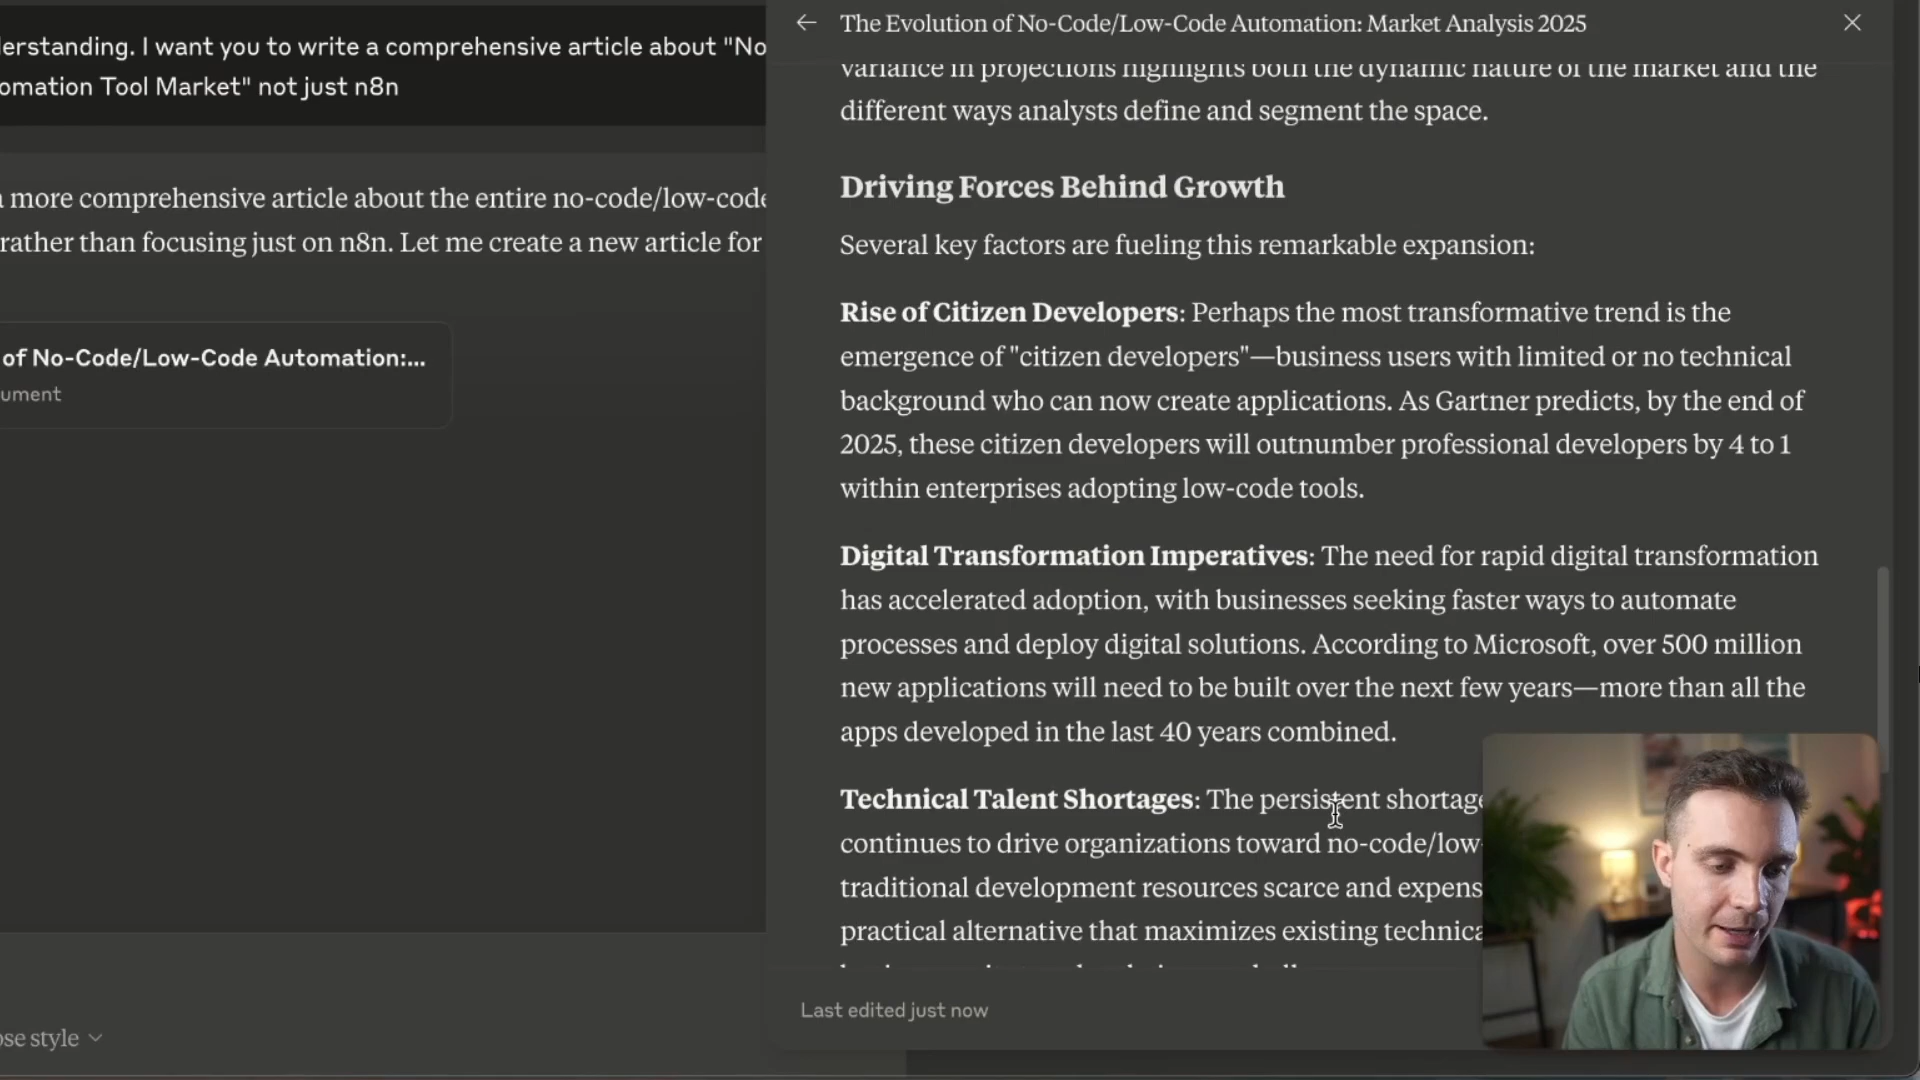 derstanding. I want you to write a comprehensive article about "No
omation Tool Market" not just n8n
more comprehensive article about the entire no-code/low-code
rather than focusing just on n8n. Let me create a new article for
of No-Code/Low-Code Automation:...
ument
ose style
The Evolution of No-Code/Low-Code Automation: Market Analysis 2025
variance in projections highlights both the dynamic nature of the market and the
different ways analysts define and segment the space.
Driving Forces Behind Growth
Several key factors are fueling this remarkable expansion:
Rise of Citizen Developers: Perhaps the most transformative trend is the
emergence of "citizen developers"—business users with limited or no technical
background who can now create applications. As Gartner predicts, by the end of
2025, these citizen developers will outnumber professional developers by 4 to 1
within enterprises adopting low-code tools.
Digital Transformation Imperatives: The need for rapid digital transformation
has accelerated adoption, with businesses seeking faster ways to automate
processes and deploy digital solutions. According to Microsoft, over 500 million
new applications will need to be built over the next few years—more than all the
apps developed in the last 40 years combined.
Technical Talent Shortages: The persistent shortage
continues to drive organizations toward no-code/low-
traditional development resources scarce and expens
practical alternative that maximizes existing technica
Last edited just now